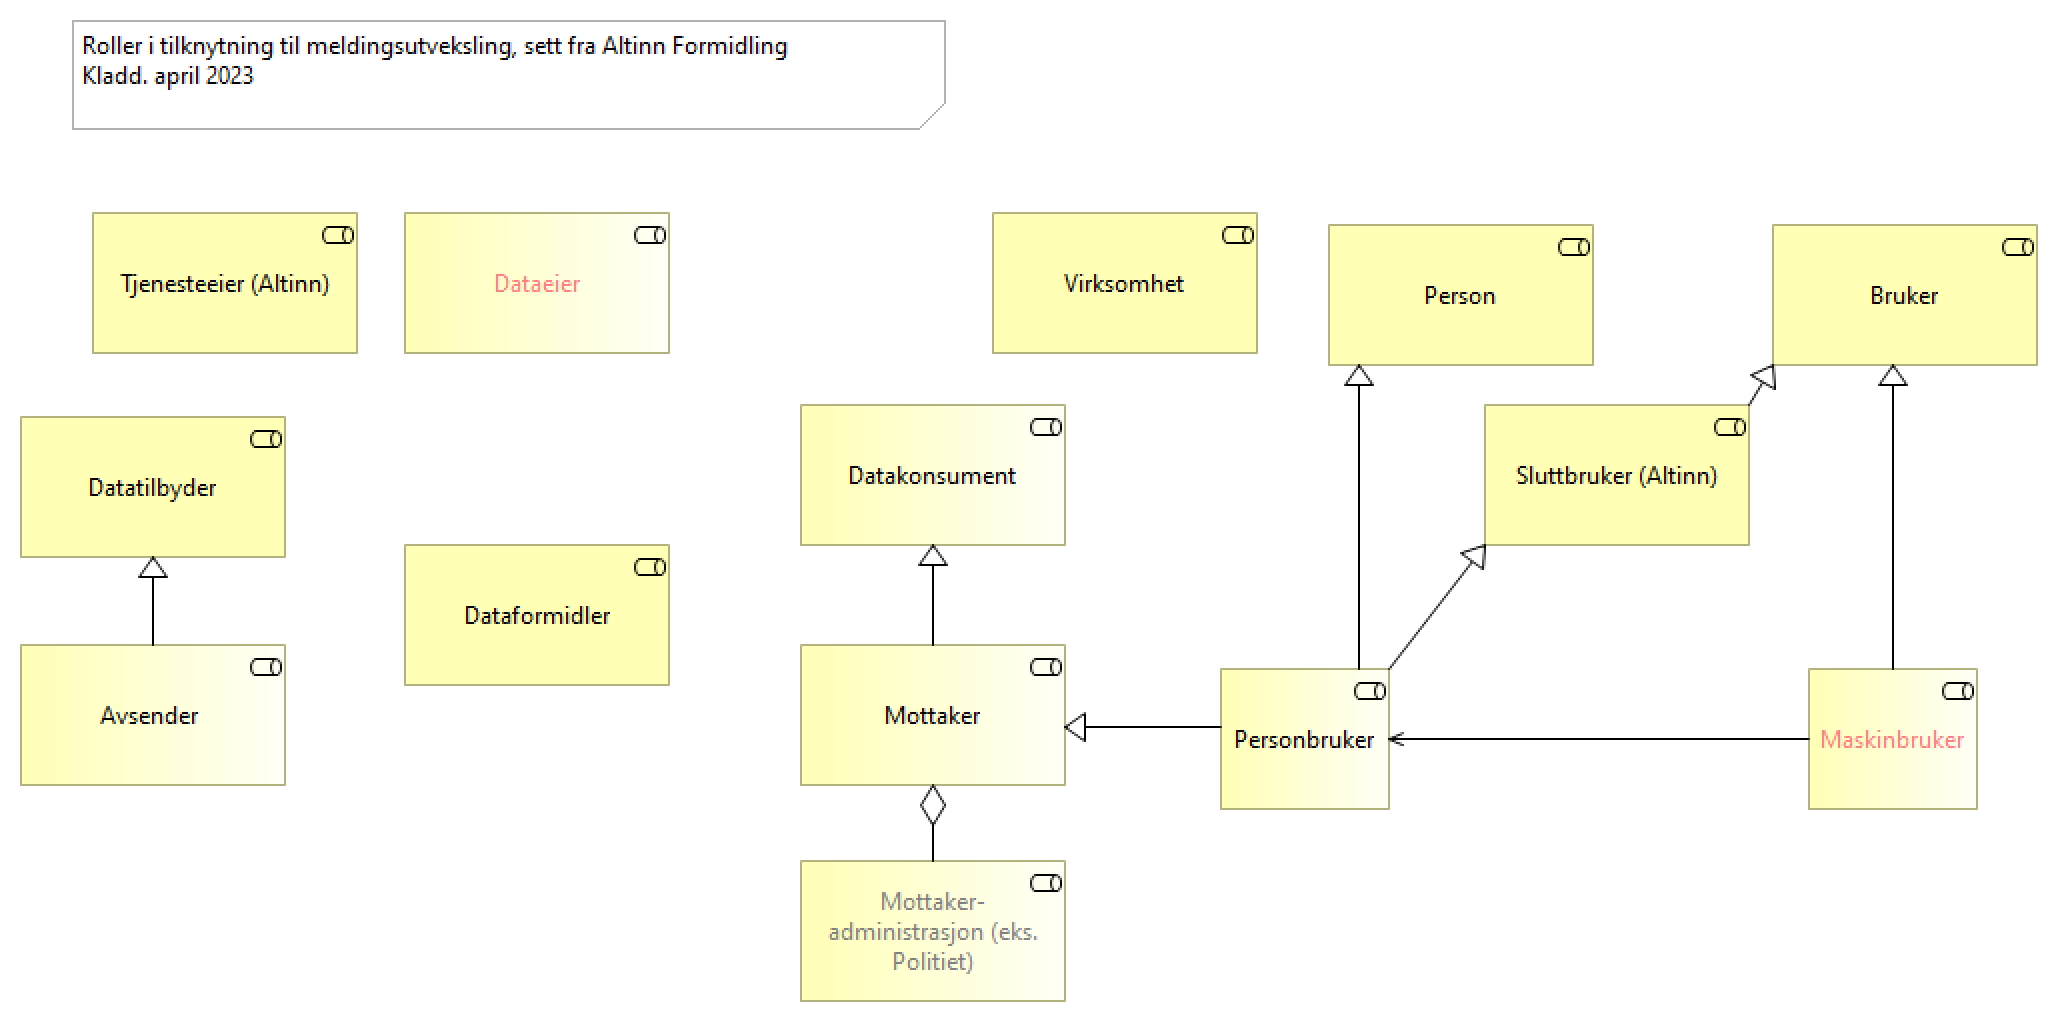 Roller i tilknytning til meldingsutveksling, sett fra Altinn Formidling
Kladd. april 2023
Tjenesteeier (Altinn)
Dataeier
Virksomhet
Person
Bruker
Datatilbyder
Datakonsument
Sluttbruker (Altinn)
Dataformidler
Avsender
Mottaker
Personbruker
Maskinbruker
Mottaker-
administrasjon (eks.
Politiet)